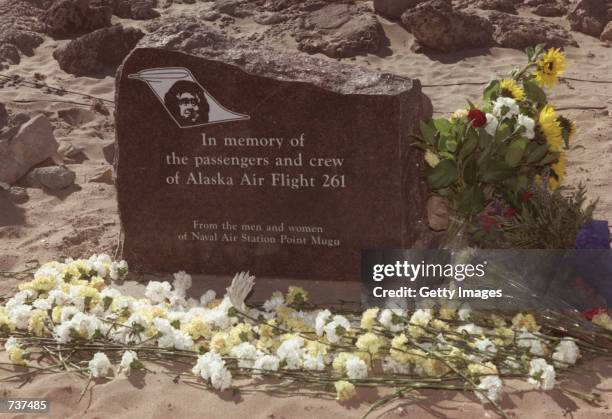 In memory of
the passengers and crew
of Alaska Air Flight 261
From the men and women
of Naval Air Station Point Mugu
gettyimages
Credit: Getty Images
737485